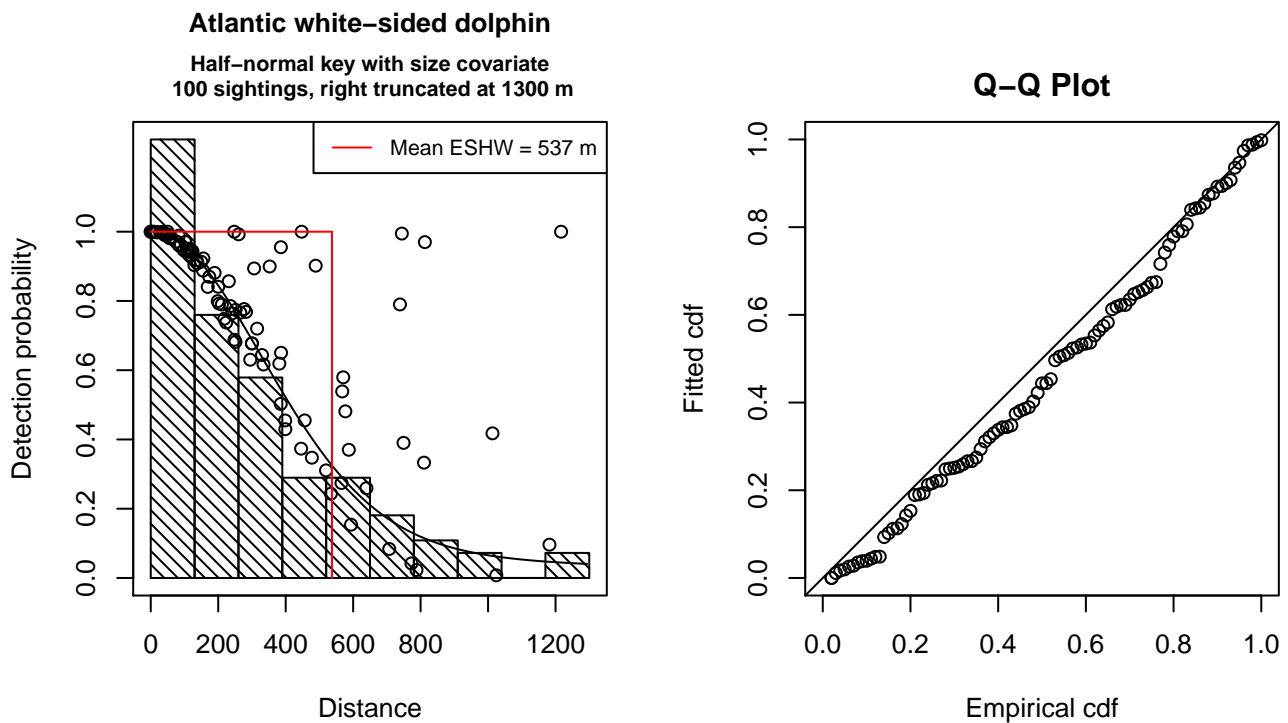 Atlantic white−sided dolphin
Half−normal key with size covariate
100 sightings, right truncated at 1300 m
Mean ESHW = 537 m
Detection probability
1.0
0.8
0.6
0.4
0.2
0.0
0 200 400 600 800 1200
Distance
Q−Q Plot
Fitted cdf
1.0
0.8
0.6
0.4
0.2
0.0
0.0 0.2 0.4 0.6 0.8 1.0
Empirical cdf